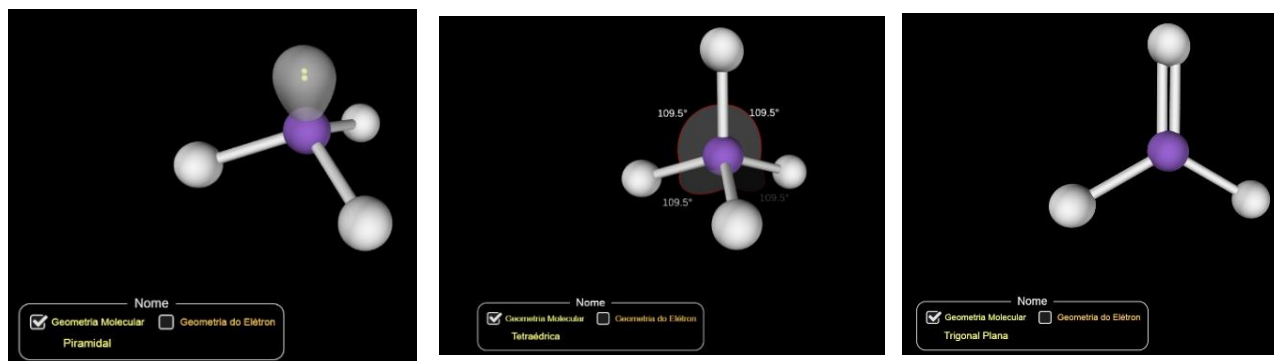 Nome
Geometria Molecular Geometria do Elétron
Piramidal
109.5° 109.5°
109.5° 109.5°
Nome
Geometria Molecular Geometria do Elétron
Tetraédrica
Nome
Geometria Molecular Geometria do Elétron
Trigonal Plana